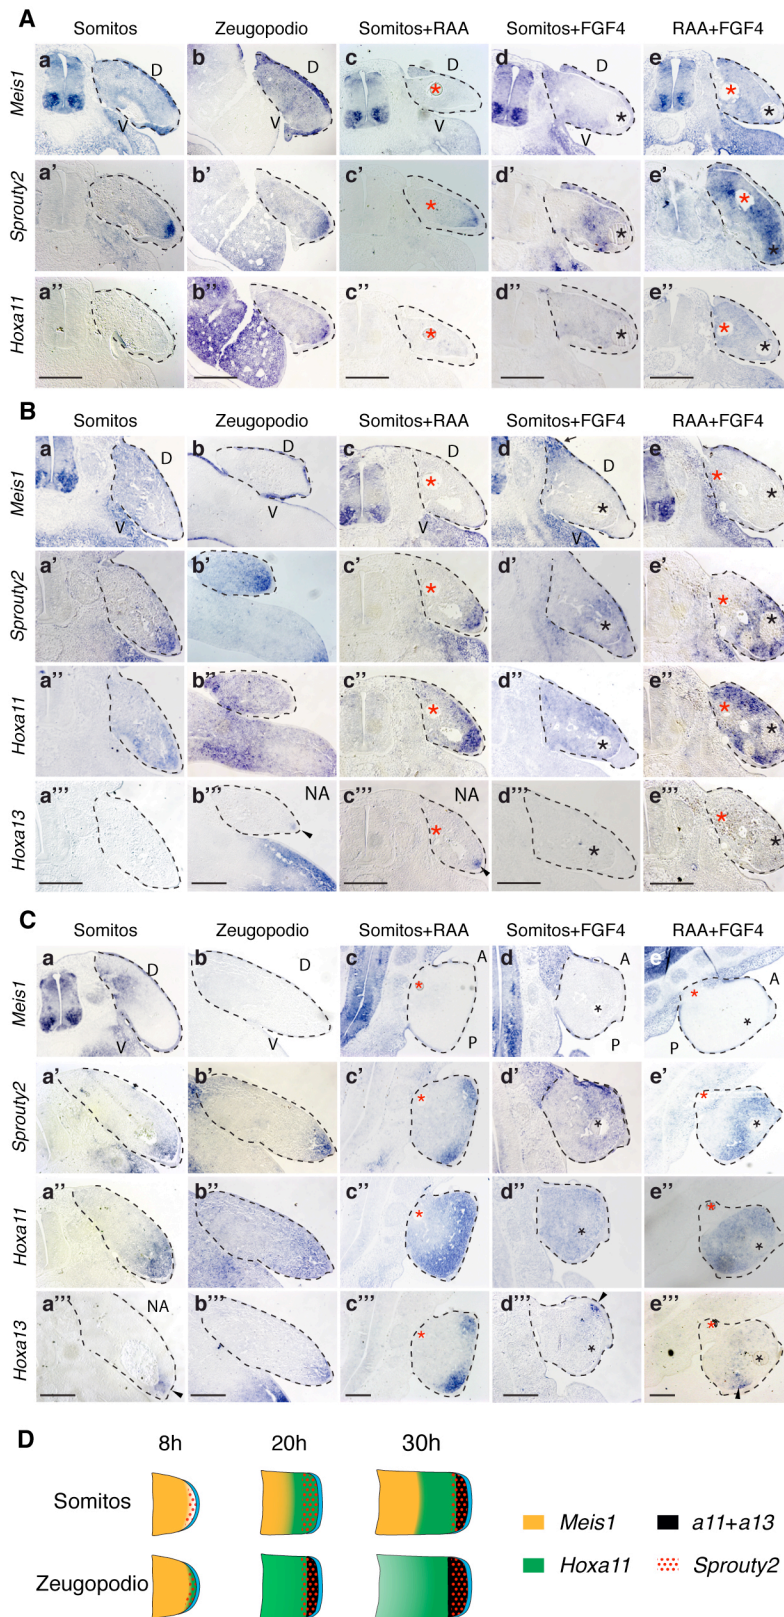 A
Somitos Zeugopodio Somitos+RAA Somitos+FGF4 RAA+FGF4
Meis1
a D V
b D V
c * D V
d D * V
e * *
Sprouty2
a’
b’
c’ *
d’ *
e’ * *
Hoxa11
a’’
b’’
c’’ *
d’’ *
e’’ * *
B
Somitos Zeugopodio Somitos+RAA Somitos+FGF4 RAA+FGF4
Meis1
a D V
b D V
c * D V
d D * V
e * *
Sprouty2
a’
b’
c’ *
d’ *
e’ * *
Hoxa11
a’’
b’’
c’’ *
d’’ *
e’’ * *
Hoxa13
a’’’
b’’’ NA
c’’’ NA *
d’’’ *
e’’’ * *
C
Somitos Zeugopodio Somitos+RAA Somitos+FGF4 RAA+FGF4
Meis1
a D V
b D V
c A * P
d A * P
e A * * P
Sprouty2
a’
b’
c’ *
d’ *
e’ * *
Hoxa11
a’’
b’’
c’’ *
d’’ *
e’’ * *
Hoxa13
a’’’ NA
b’’’
c’’’ *
d’’’ *
e’’’ * *
D
8h 20h 30h
Somitos
Zeugopodio
Meis1 a11+a13
Hoxa11 Sprouty2